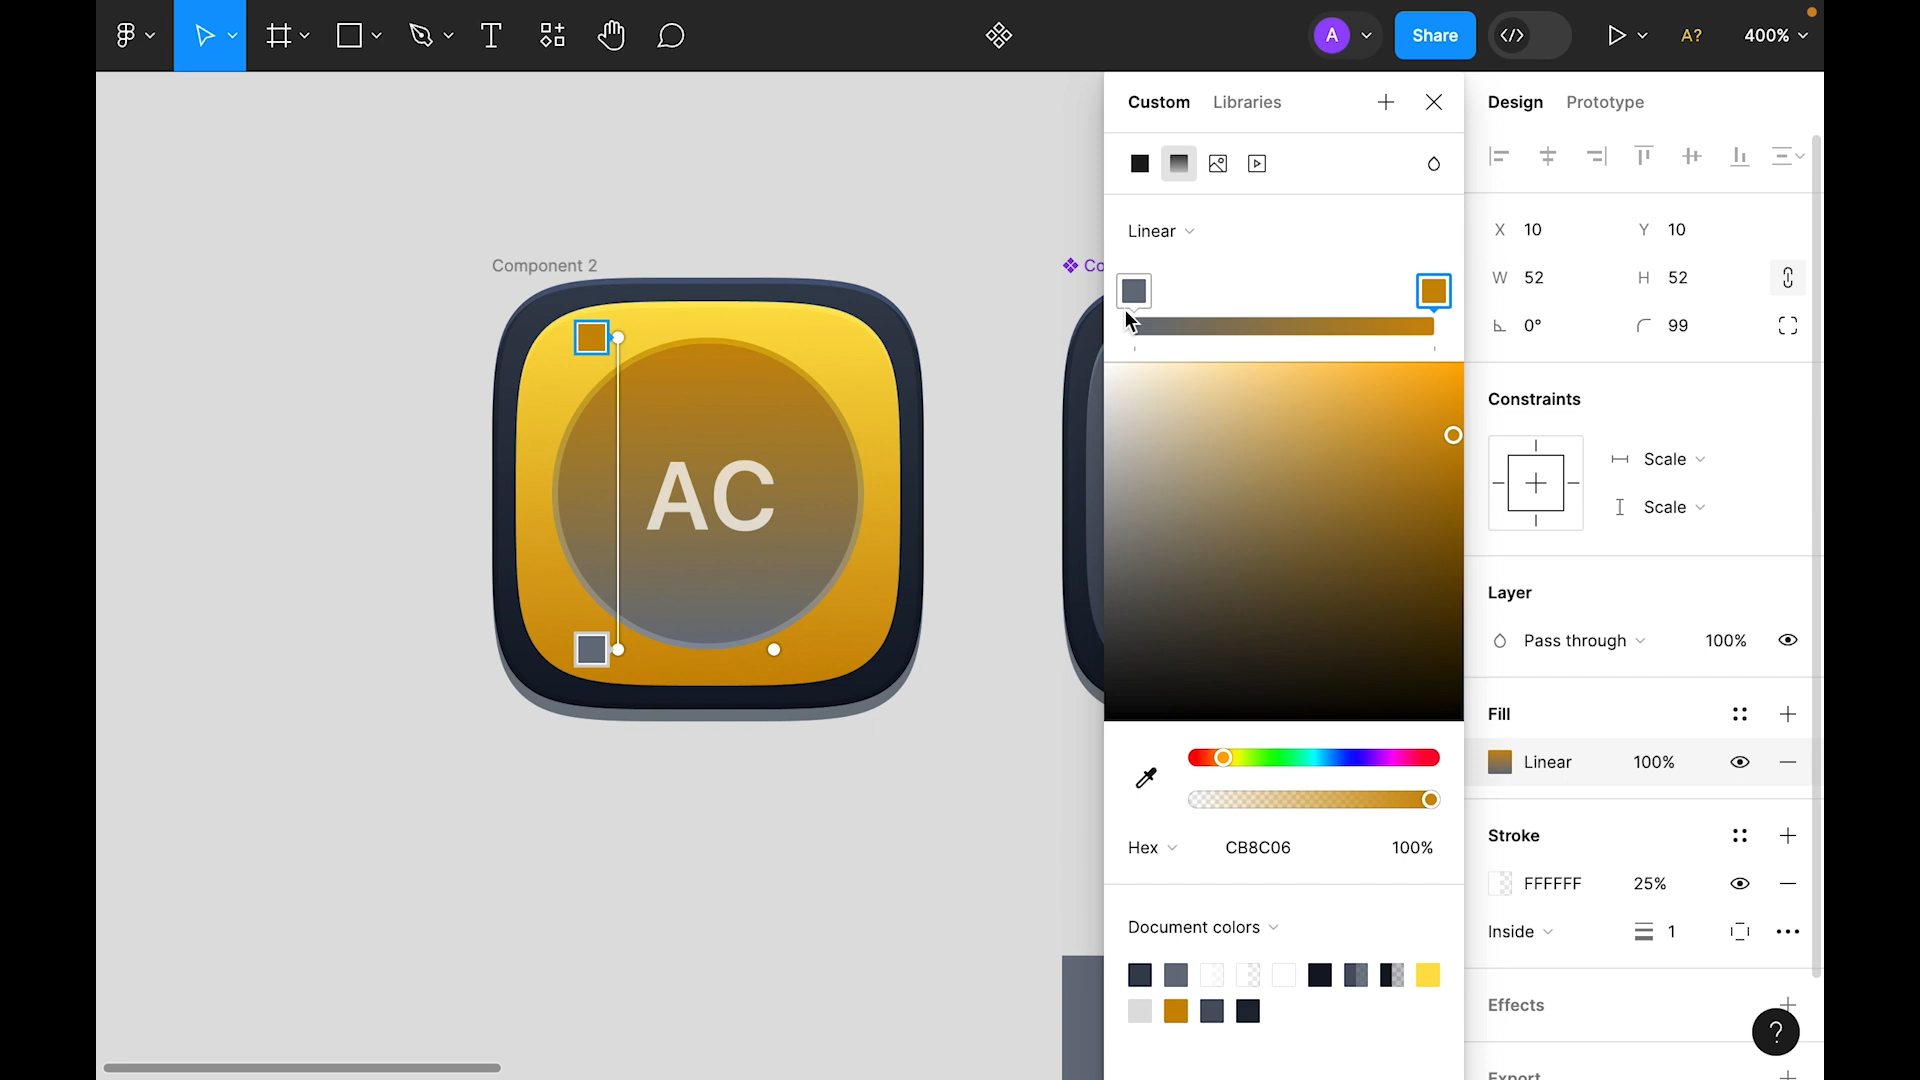 A
Share
A?
400%
Custom
Libraries
Design
Prototype
Linear
X 10
Y 10
W 52
H 52
0°
99
Component 2
Co
AC
Constraints
Scale
Scale
Layer
Pass through
100%
Fill
Linear
100%
Hex
CB8C06
100%
Stroke
FFFFFF
25%
Inside
1
Document colors
Effects
?
Export